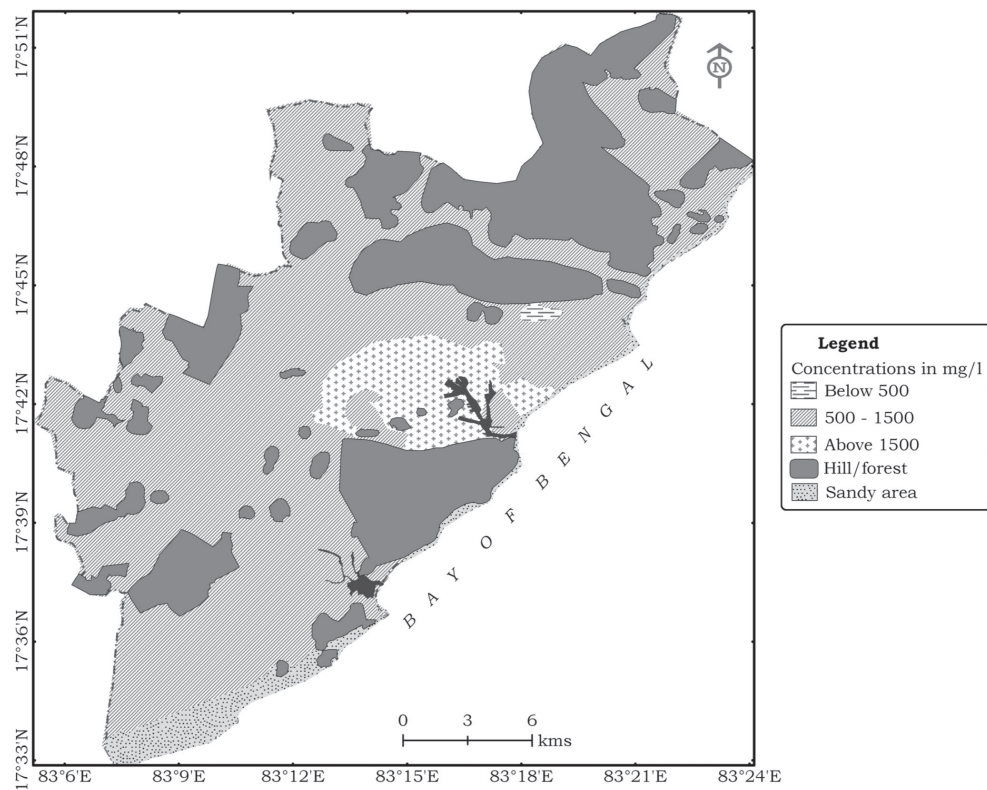 17°51'N
17°48'N
17°45'N
17°42'N
17°39'N
17°36'N
17°33'N
N
BAY OF BENGAL
0 3 6
kms
83°6'E 83°9'E 83°12'E 83°15'E 83°18'E 83°21'E 83°24'E
Legend
Concentrations in mg/l
Below 500
500 - 1500
Above 1500
Hill/forest
Sandy area